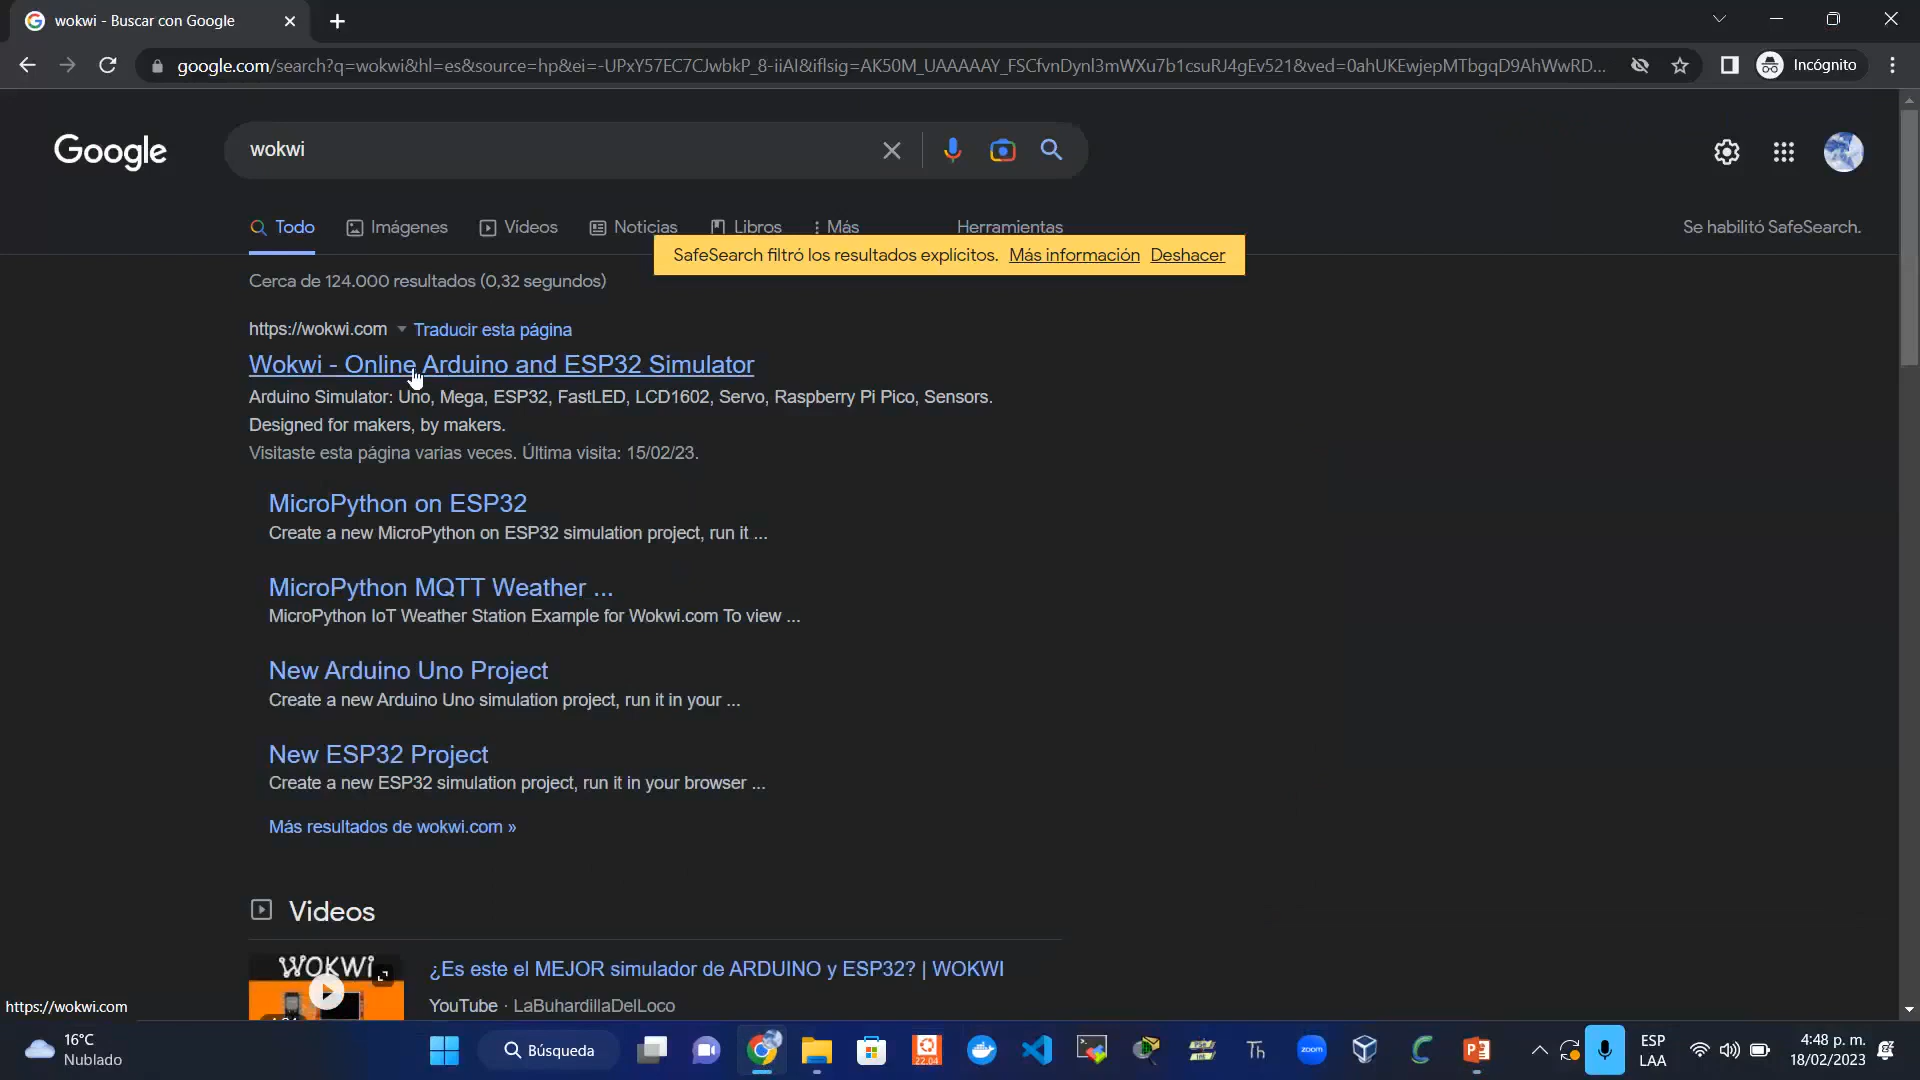 wokwi - Buscar con Google
google.com/search?q=wokwi&hl=es&source=hp&ei=-UPxY57EC7CJwbkP_8-iiAI&iflsig=AK50M_UAAAAAY_FSCfvnDynl3mWXu7b1csuRJ4gEv521&ved=0ahUKEwjepMTbgqD9AhWwRD...
Incógnito
Google
wokwi
Todo
Imágenes
Videos
Noticias
Libros
Más
Herramientas
Se habilitó SafeSearch.
SafeSearch filtró los resultados explícitos. Más información Deshacer
Cerca de 124.000 resultados (0,32 segundos)
https://wokwi.com Traducir esta página
Wokwi - Online Arduino and ESP32 Simulator
Arduino Simulator: Uno, Mega, ESP32, FastLED, LCD1602, Servo, Raspberry Pi Pico, Sensors.
Designed for makers, by makers.
Visitaste esta página varias veces. Última visita: 15/02/23.
MicroPython on ESP32
Create a new MicroPython on ESP32 simulation project, run it ...
MicroPython MQTT Weather ...
MicroPython IoT Weather Station Example for Wokwi.com To view ...
New Arduino Uno Project
Create a new Arduino Uno simulation project, run it in your ...
New ESP32 Project
Create a new ESP32 simulation project, run it in your browser ...
Más resultados de wokwi.com »
Videos
WOKWi
¿Es este el MEJOR simulador de ARDUINO y ESP32? | WOKWI
YouTube · LaBuhardillaDelLoco
https://wokwi.com
16°C
Nublado
Búsqueda
22.04
Th
zoom
ESP
LAA
4:48 p. m.
18/02/2023